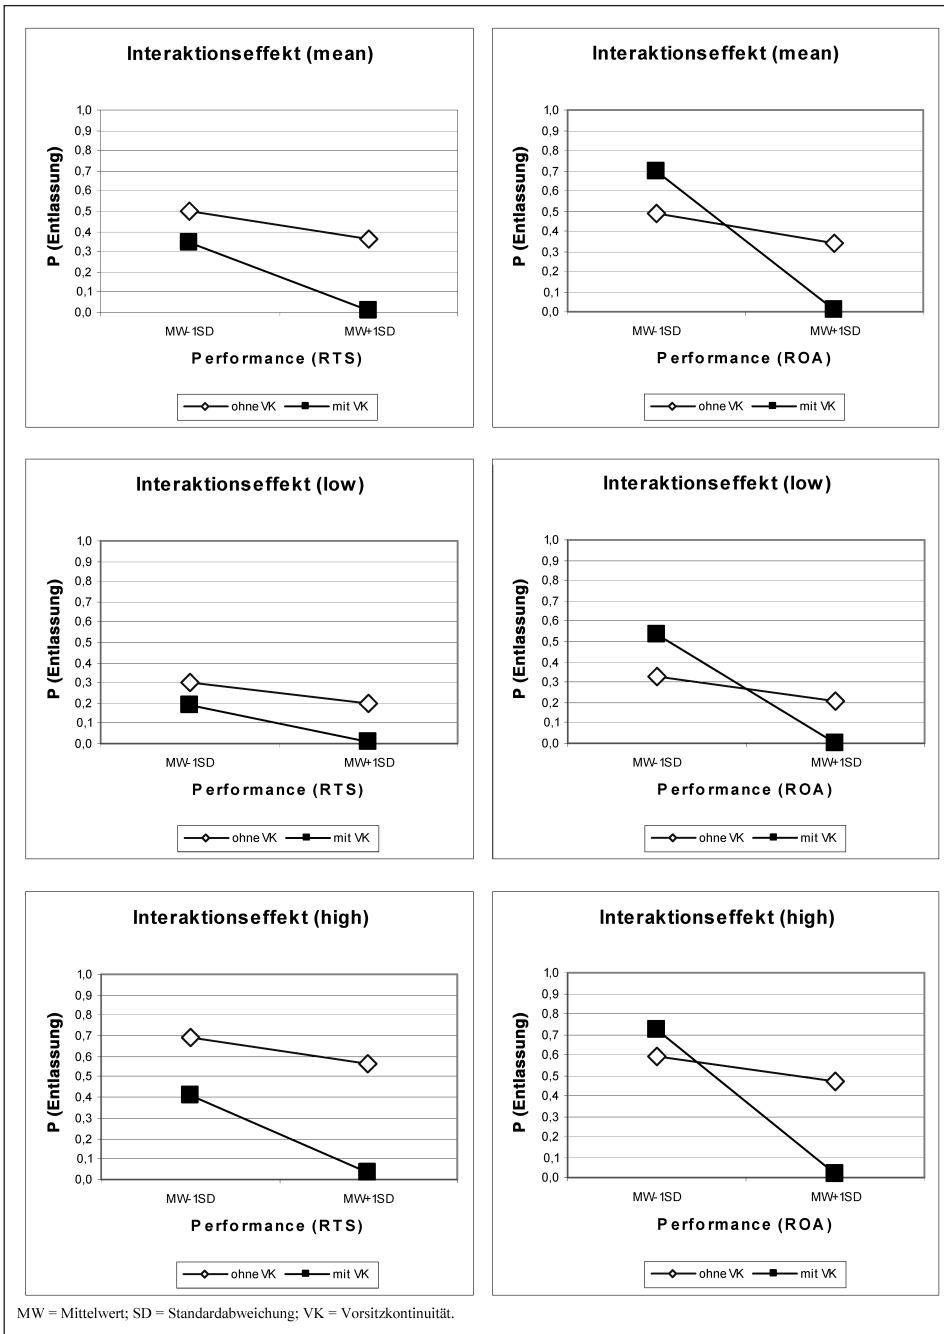 Interaktionseffekt (mean)
P (Entlassung)
1,0
0,9
0,8
0,7
0,6
0,5
0,4
0,3
0,2
0,1
0,0
MW-1SD MW+1SD
Performance (RTS)
ohne VK mit VK
Interaktionseffekt (mean)
P (Entlassung)
1,0
0,9
0,8
0,7
0,6
0,5
0,4
0,3
0,2
0,1
0,0
MW-1SD MW+1SD
Performance (ROA)
ohne VK mit VK
Interaktionseffekt (low)
P (Entlassung)
1,0
0,9
0,8
0,7
0,6
0,5
0,4
0,3
0,2
0,1
0,0
MW-1SD MW+1SD
Performance (RTS)
ohne VK mit VK
Interaktionseffekt (low)
P (Entlassung)
1,0
0,9
0,8
0,7
0,6
0,5
0,4
0,3
0,2
0,1
0,0
MW-1SD MW+1SD
Performance (ROA)
ohne VK mit VK
Interaktionseffekt (high)
P (Entlassung)
1,0
0,9
0,8
0,7
0,6
0,5
0,4
0,3
0,2
0,1
0,0
MW-1SD MW+1SD
Performance (RTS)
ohne VK mit VK
Interaktionseffekt (high)
P (Entlassung)
1,0
0,9
0,8
0,7
0,6
0,5
0,4
0,3
0,2
0,1
0,0
MW-1SD MW+1SD
Performance (ROA)
ohne VK mit VK
MW = Mittelwert; SD = Standardabweichung; VK = Vorsitzkontinuität.